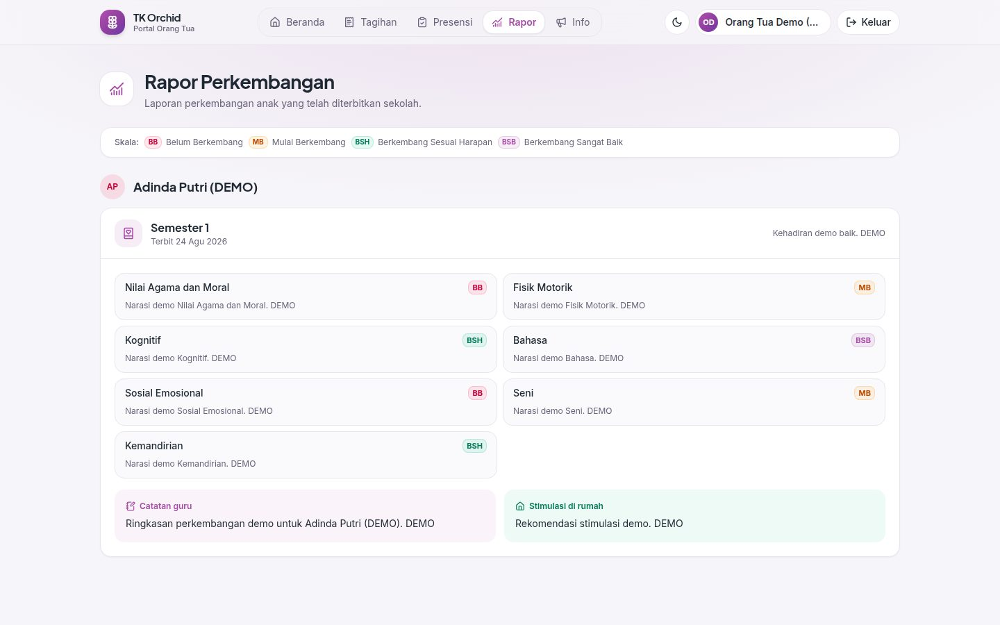 TK Orchid
Portal Orang Tua
Beranda
Tagihan
Presensi
Rapor
Info
OD
Orang Tua Demo (...
Keluar
Rapor Perkembangan
Laporan perkembangan anak yang telah diterbitkan sekolah.
Skala: BB Belum Berkembang MB Mulai Berkembang BSH Berkembang Sesuai Harapan BSB Berkembang Sangat Baik
AP Adinda Putri (DEMO)
Semester 1
Terbit 24 Agu 2026
Kehadiran demo baik. DEMO
Nilai Agama dan Moral BB
Narasi demo Nilai Agama dan Moral. DEMO
Fisik Motorik MB
Narasi demo Fisik Motorik. DEMO
Kognitif BSH
Narasi demo Kognitif. DEMO
Bahasa BSB
Narasi demo Bahasa. DEMO
Sosial Emosional BB
Narasi demo Sosial Emosional. DEMO
Seni MB
Narasi demo Seni. DEMO
Kemandirian BSH
Narasi demo Kemandirian. DEMO
Catatan guru
Ringkasan perkembangan demo untuk Adinda Putri (DEMO). DEMO
Stimulasi di rumah
Rekomendasi stimulasi demo. DEMO